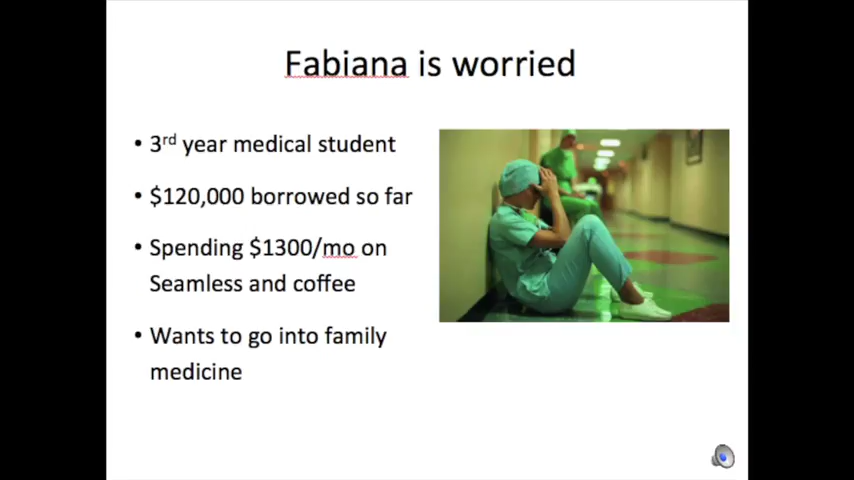 Fabiana is worried
• 3rd year medical student
• $120,000 borrowed so far
• Spending $1300/mo on
Seamless and coffee
• Wants to go into family
medicine